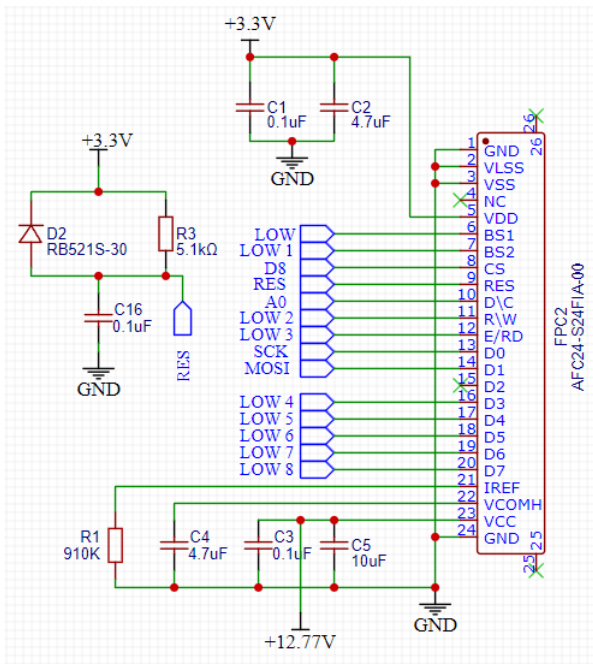 +3.3V
C1
0.1uF
C2
4.7uF
GND
+3.3V
D2
RB521S-30
R3
5.1kΩ
C16
0.1uF
GND
RES
LOW
LOW 1
D8
RES
A0
LOW 2
LOW 3
SCK
MOSI
LOW 4
LOW 5
LOW 6
LOW 7
LOW 8
26
26
1 GND
2 VLSS
3 VSS
4 NC
5 VDD
6 BS1
7 BS2
8 CS
9 RES
10 D\C
11 R\W
12 E/RD
13 D0
14 D1
15 D2
16 D3
17 D4
18 D5
19 D6
20 D7
21 IREF
22 VCOMH
23 VCC
24 GND
25
25
FPC2
AFC24-S24FIA-00
R1
910K
C4
4.7uF
C3
0.1uF
C5
10uF
+12.77V
GND